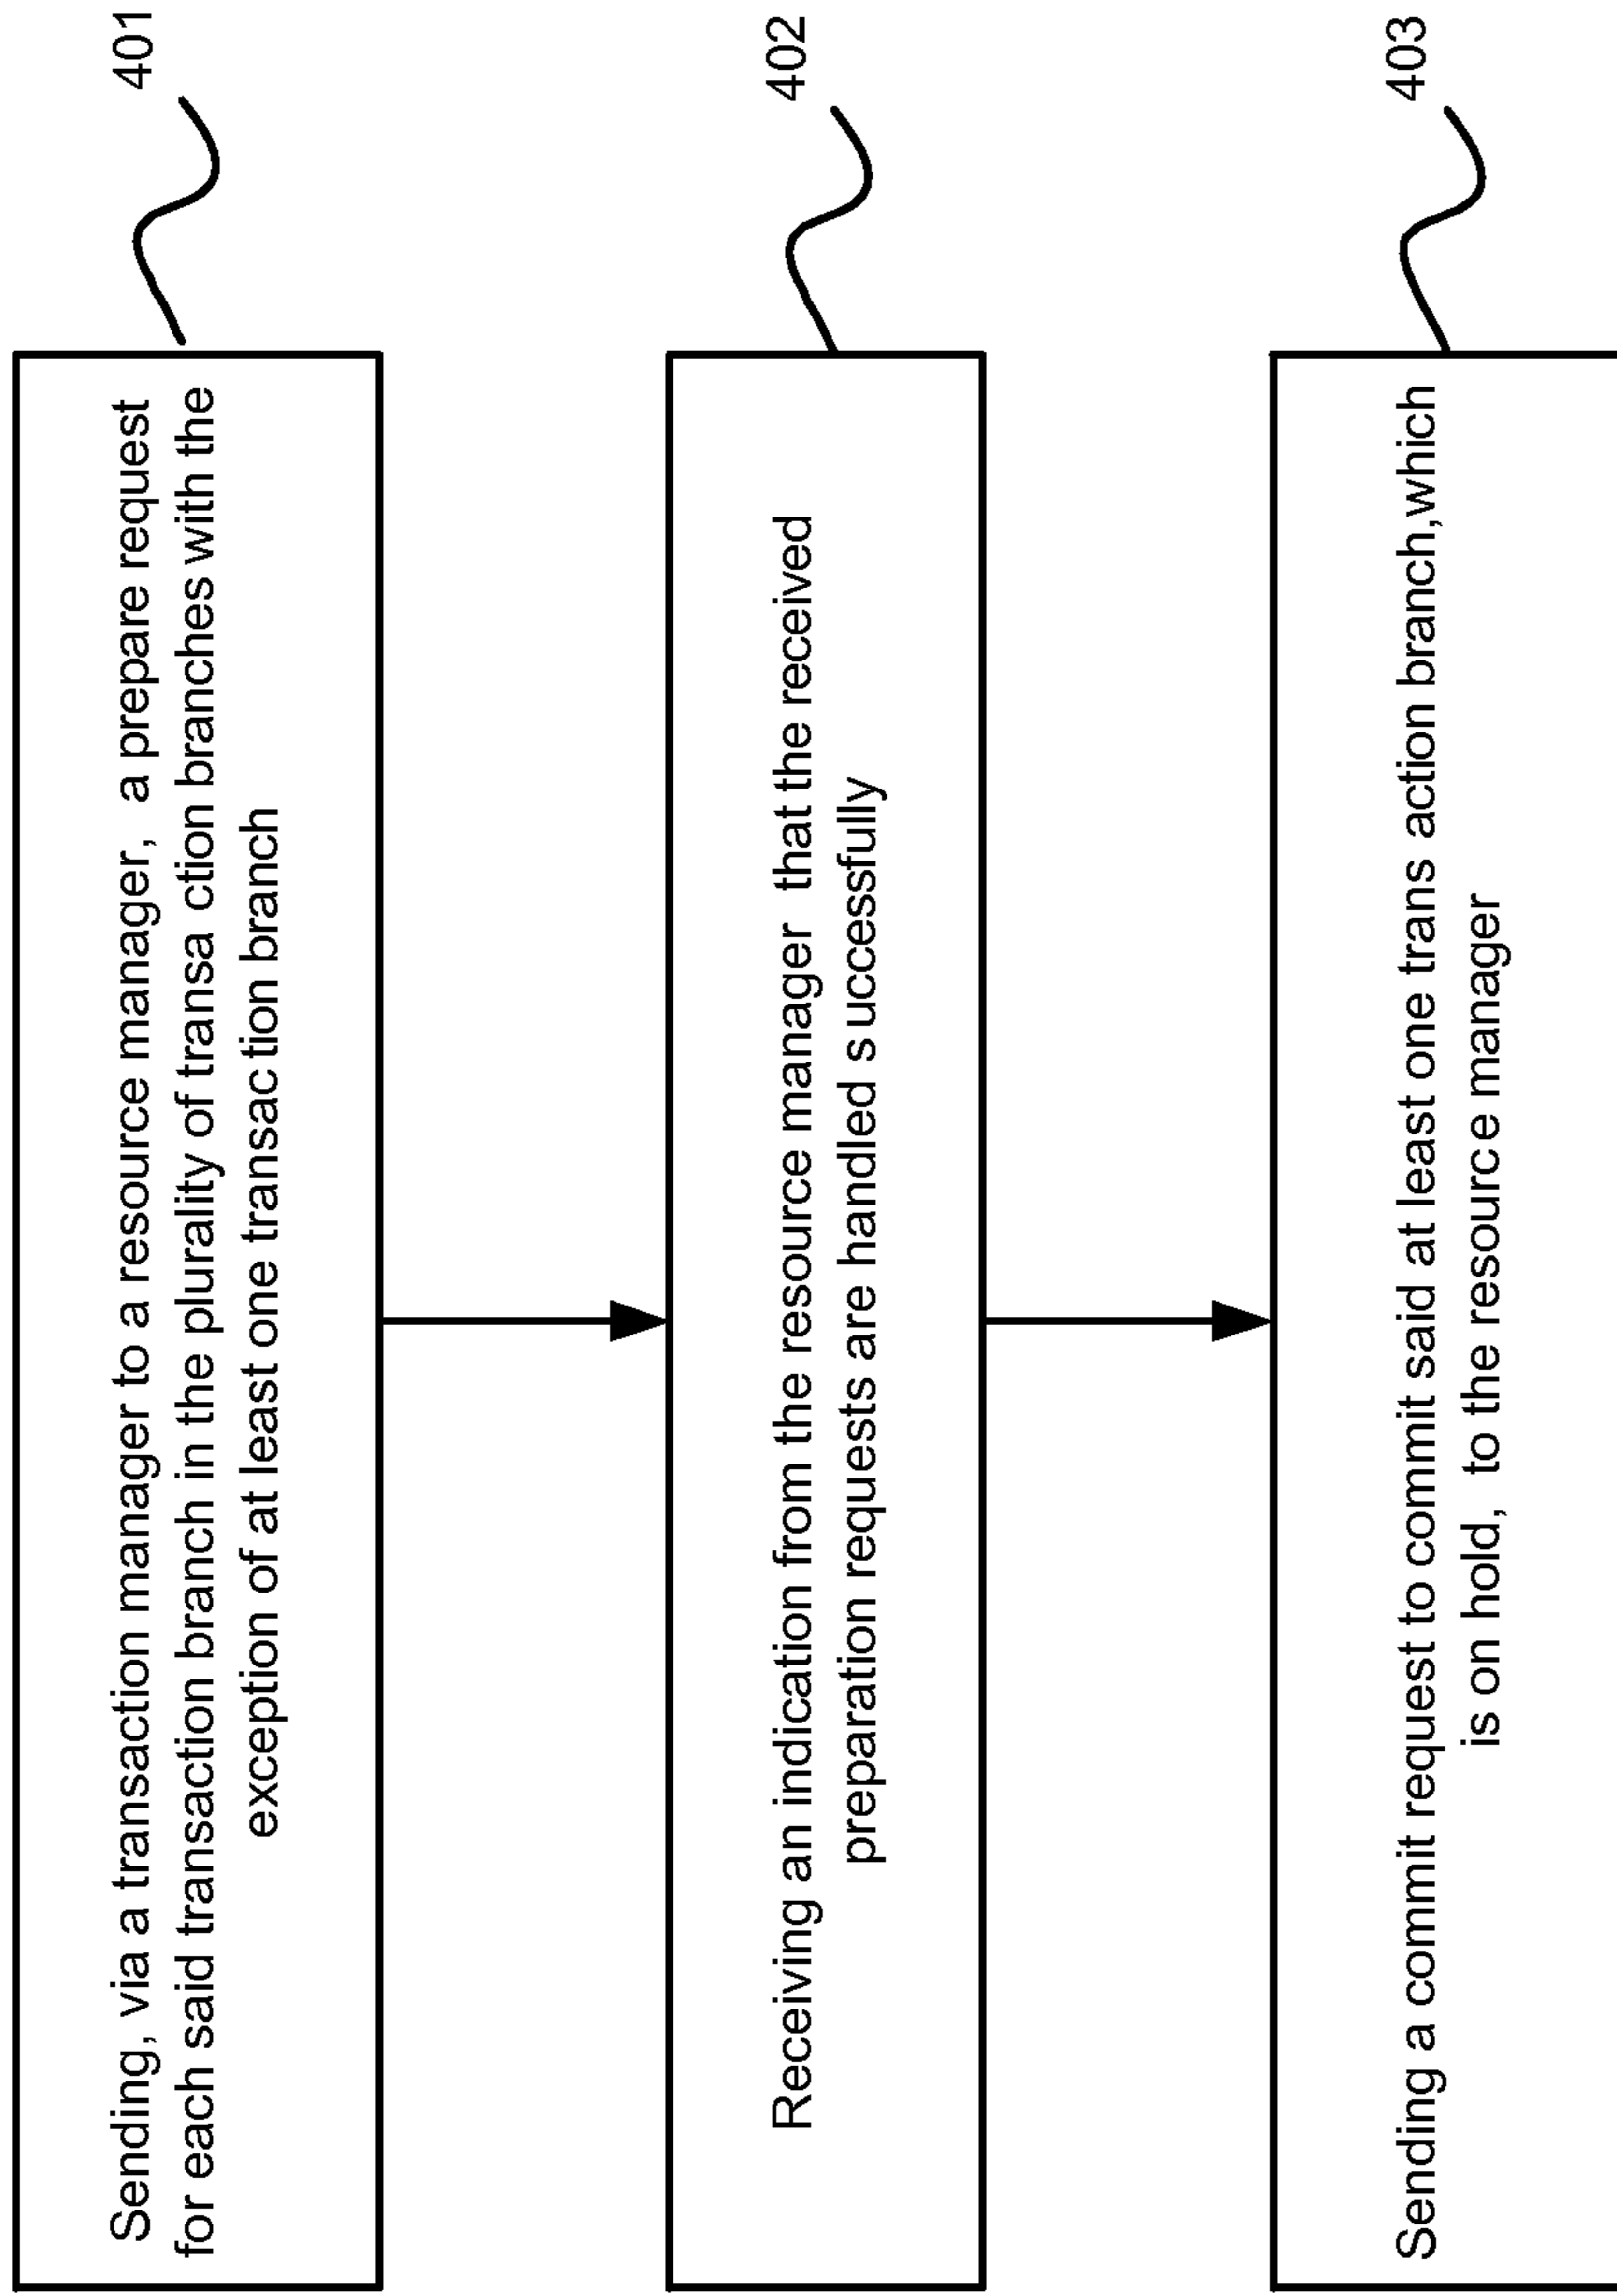 Sending, via a transaction manager to a resource manager, a prepare request
for each said transaction branch in the plurality of transa ction branches with the
exception of at least one transac tion branch
401
Receiving an indication from the resource manager that the received
preparation requests are handled s uccessfully
402
Sending a commit request to commit said at least one trans action branch,which
is on hold, to the resource manager
403